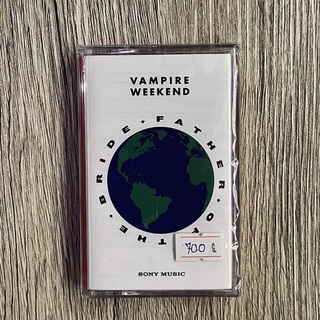 VAMPIRE
WEEKEND
FATHER · OF · THE · BRIDE ·
700
SONY MUSIC